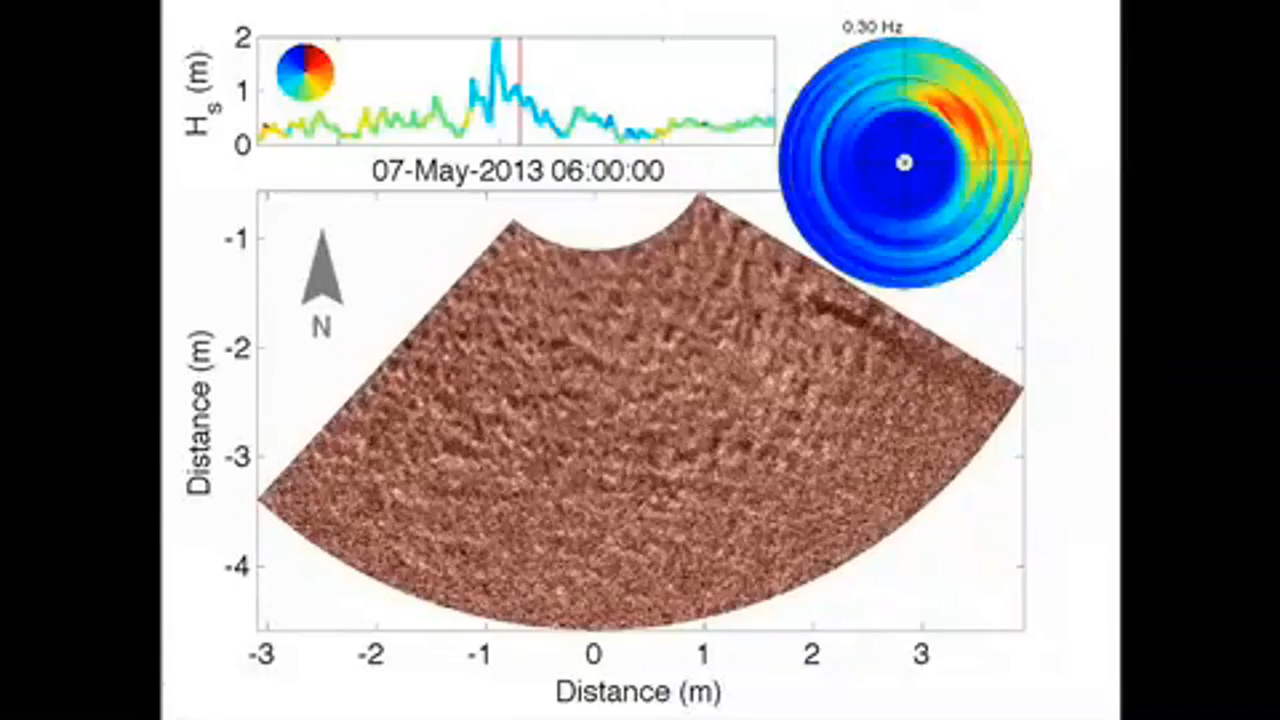 0.30 Hz
2
1
0
H_s (m)
07-May-2013 06:00:00
-1
-2
-3
-4
Distance (m)
N
-3 -2 -1 0 1 2 3
Distance (m)